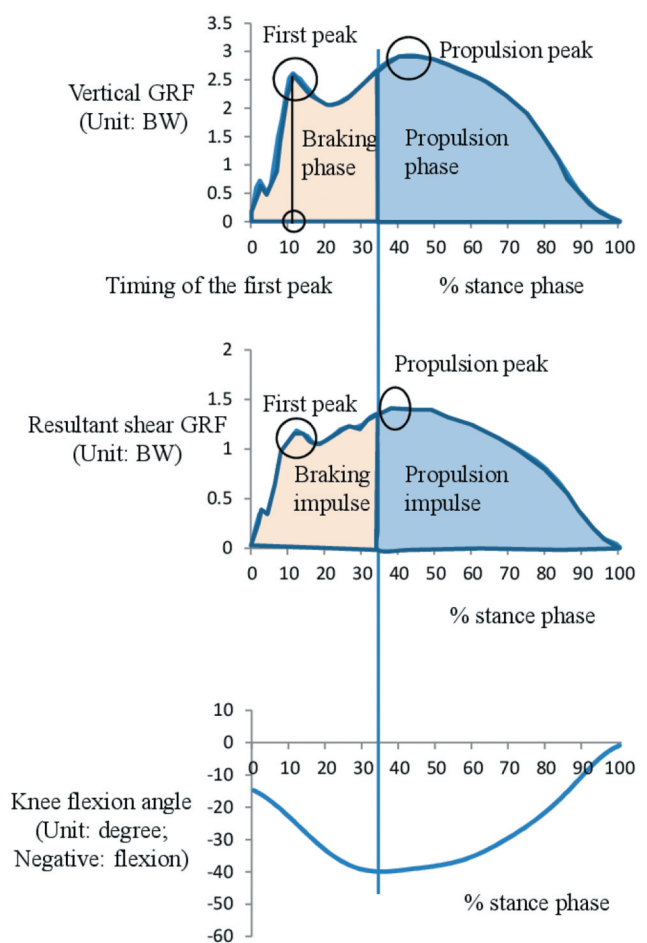 First peak
Propulsion peak
Vertical GRF
(Unit: BW)
3.5
3
2.5
2
1.5
1
0.5
0
Braking
phase
Propulsion
phase
0 10 20 30 40 50 60 70 80 90 100
Timing of the first peak
% stance phase
Propulsion peak
First peak
Resultant shear GRF
(Unit: BW)
2
1.5
1
0.5
0
Braking
impulse
Propulsion
impulse
0 10 20 30 40 50 60 70 80 90 100
% stance phase
10
0
-10
-20
-30
-40
-50
-60
0 10 20 30 40 50 60 70 80 90 100
Knee flexion angle
(Unit: degree;
Negative: flexion)
% stance phase